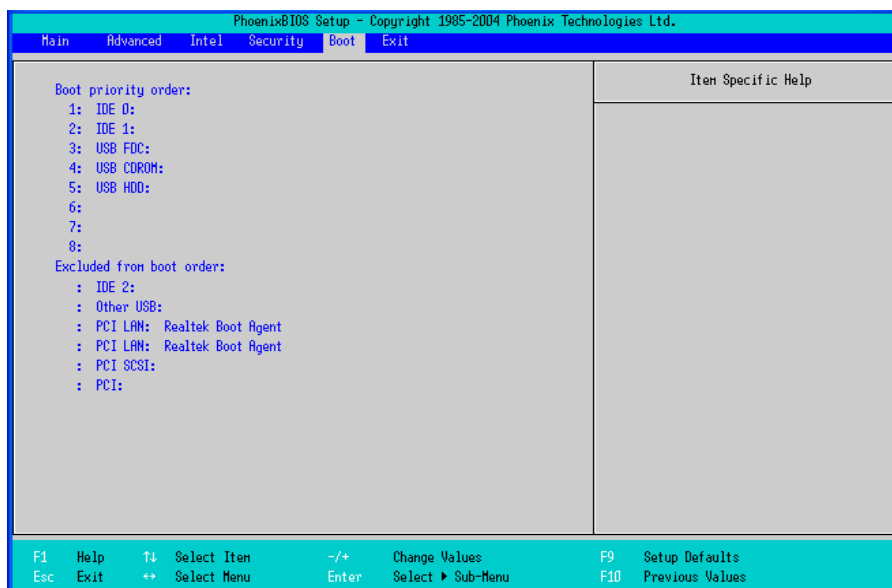 PhoenixBIOS Setup - Copyright 1985-2004 Phoenix Technologies Ltd.
Main Advanced Intel Security Boot Exit
Item Specific Help
Boot priority order:
1: IDE 0:
2: IDE 1:
3: USB FDC:
4: USB CDROM:
5: USB HDD:
6:
7:
8:
Excluded from boot order:
: IDE 2:
: Other USB:
: PCI LAN: Realtek Boot Agent
: PCI LAN: Realtek Boot Agent
: PCI SCSI:
: PCI:
F1 Help ↑↓ Select Item -/+ Change Values F9 Setup Defaults
Esc Exit ↔ Select Menu Enter Select ▶ Sub-Menu F10 Previous Values